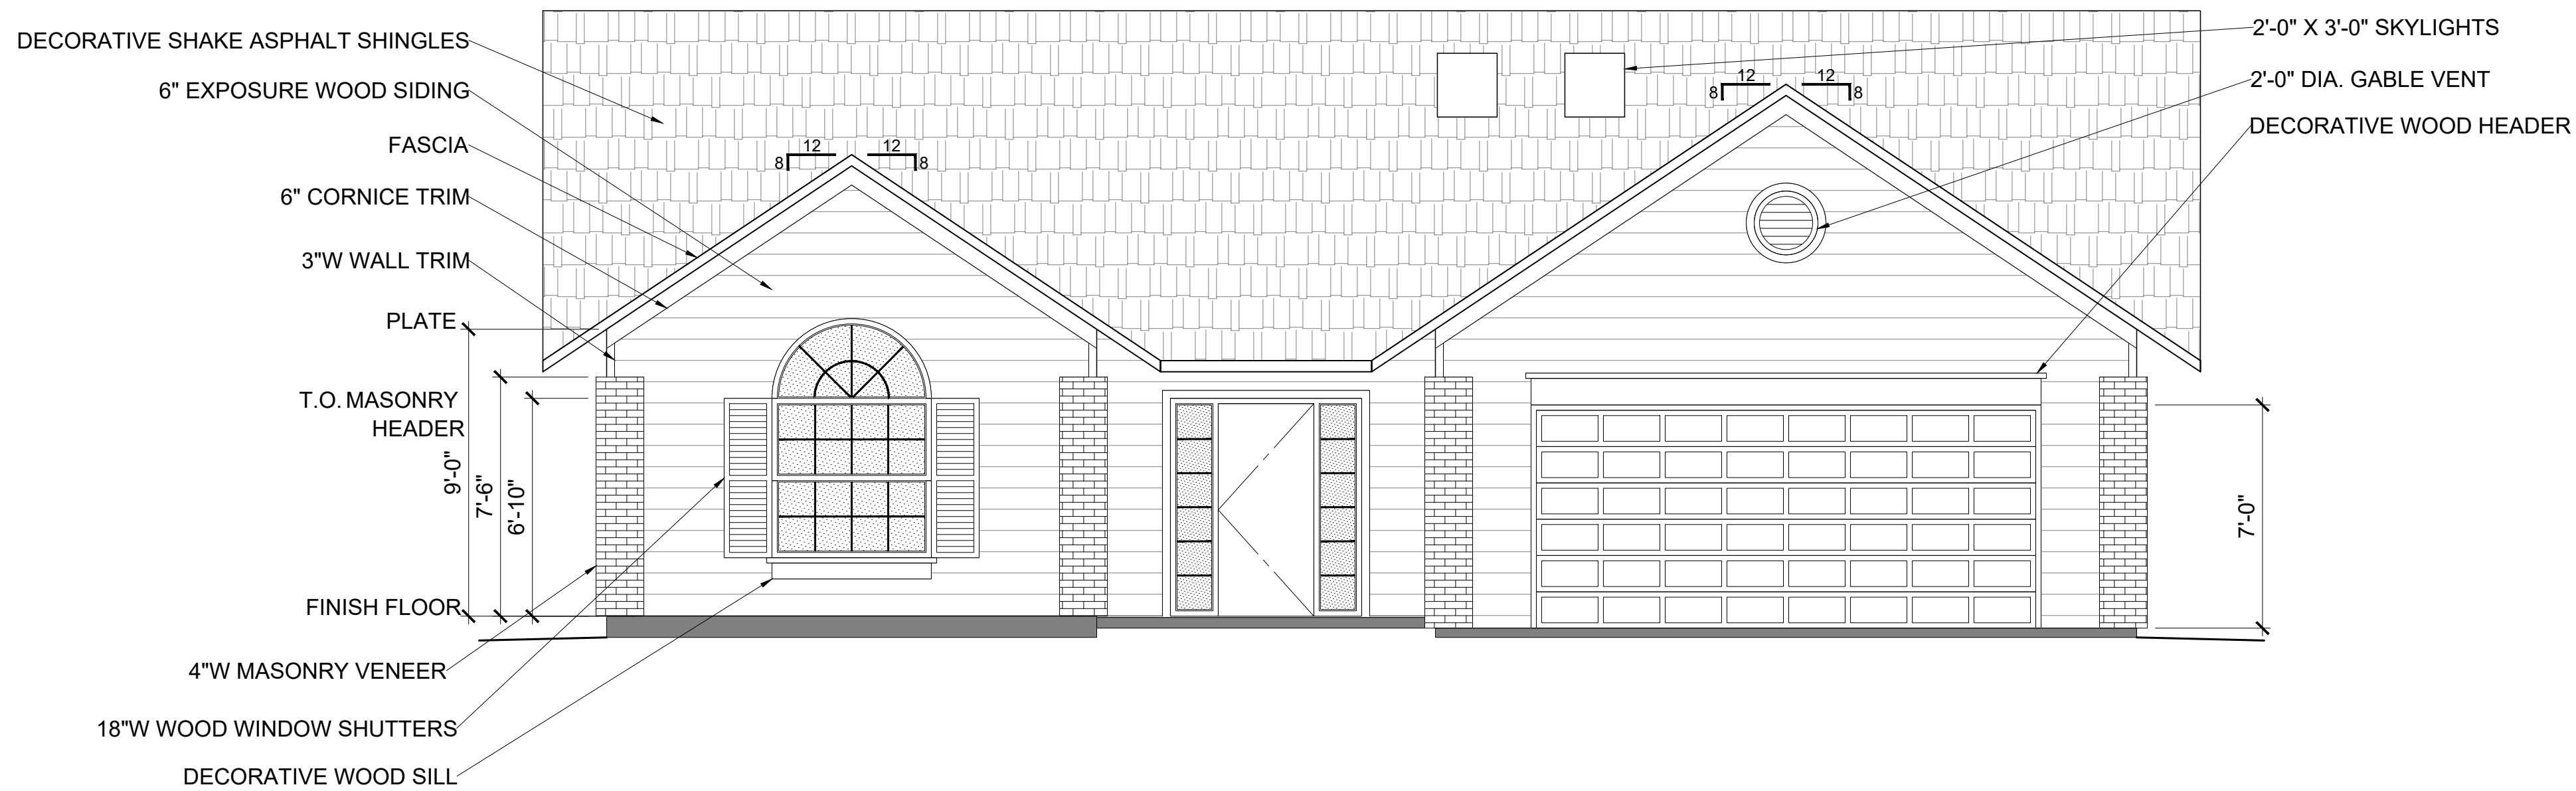 DECORATIVE SHAKE ASPHALT SHINGLES
6" EXPOSURE WOOD SIDING
FASCIA
6" CORNICE TRIM
3"W WALL TRIM
PLATE
T.O. MASONRY
HEADER
9'-0"
7'-6"
6'-10"
FINISH FLOOR
4"W MASONRY VENEER
18"W WOOD WINDOW SHUTTERS
DECORATIVE WOOD SILL
12
8
12
8
12
8
12
8
2'-0" X 3'-0" SKYLIGHTS
2'-0" DIA. GABLE VENT
DECORATIVE WOOD HEADER
7'-0"